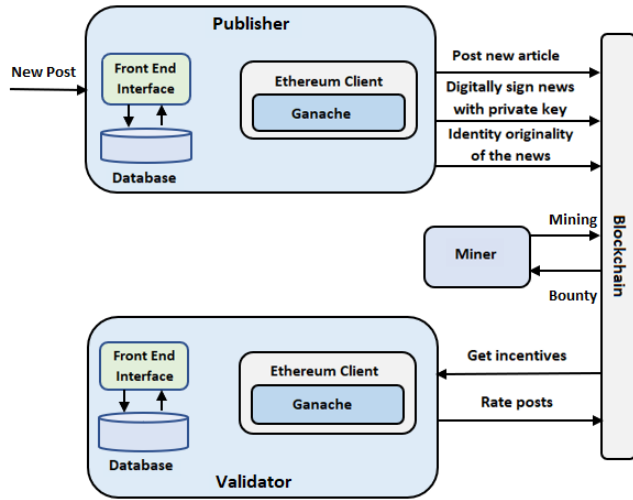 Publisher
New Post
Front End
Interface
Database
Ethereum Client
Ganache
Post new article
Digitally sign news
with private key
Identity originality
of the news
Miner
Mining
Bounty
Blockchain
Front End
Interface
Database
Ethereum Client
Ganache
Validator
Get incentives
Rate posts